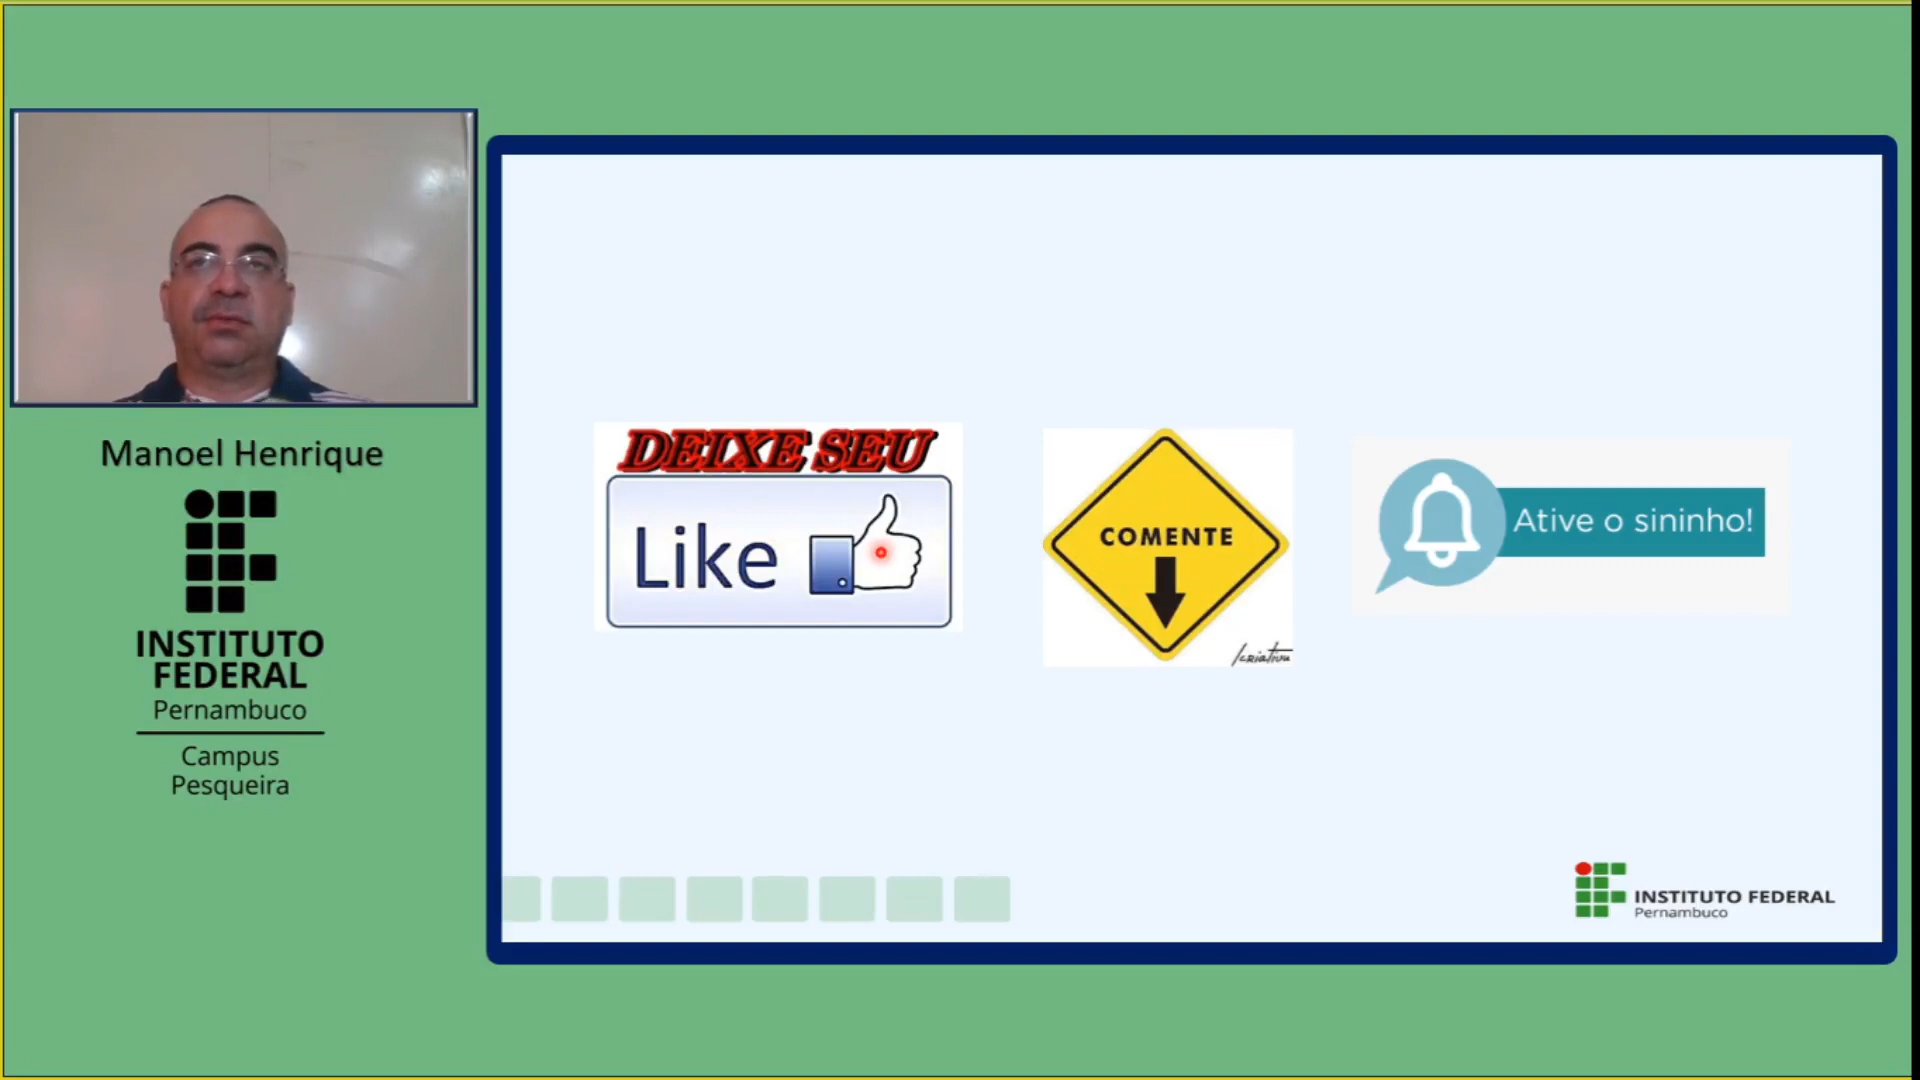 Manoel Henrique
INSTITUTO
FEDERAL
Pernambuco
Campus
Pesqueira
DEIXE SEU
Like
COMENTE
Ative o sininho!
INSTITUTO FEDERAL
Pernambuco